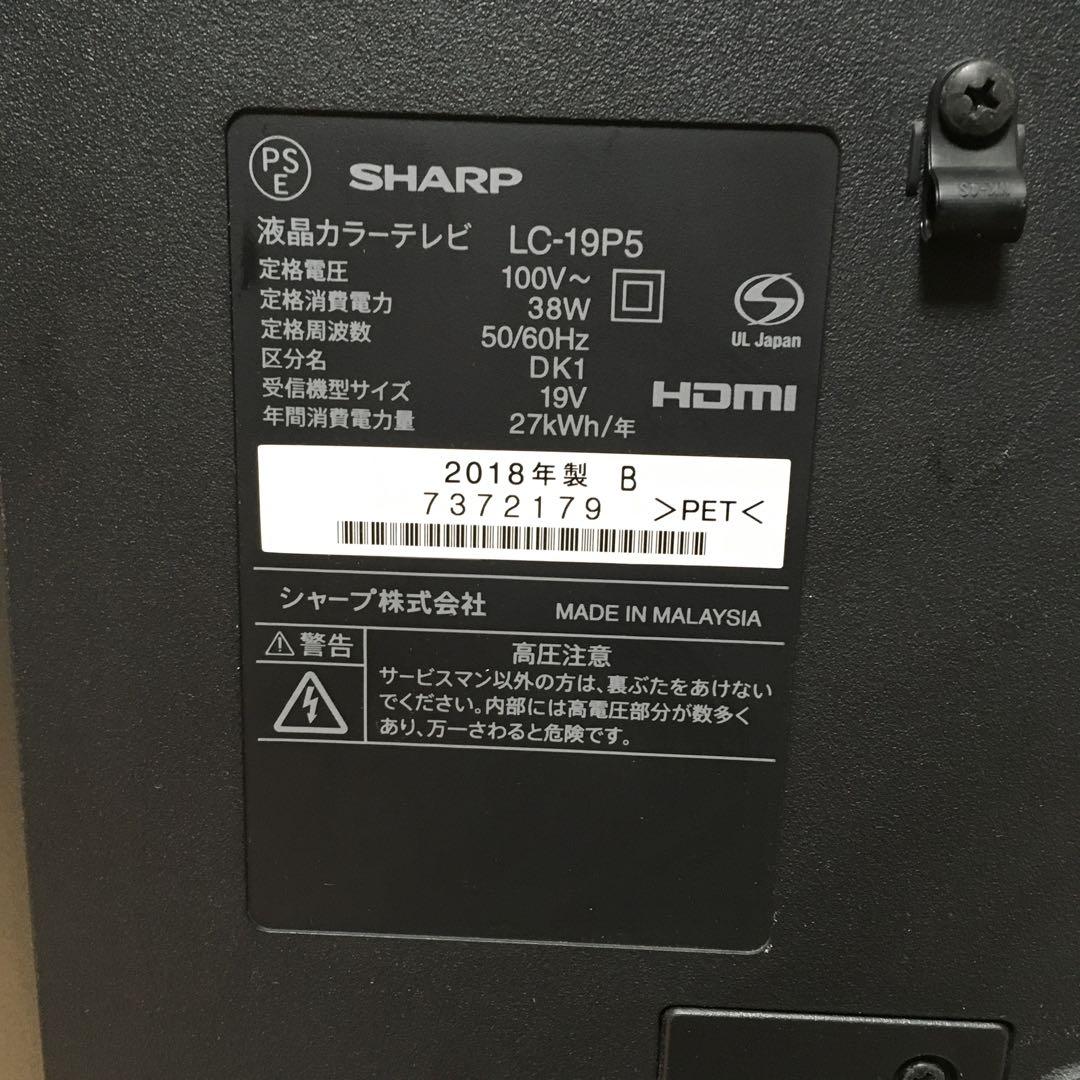 PS
E
SHARP
液晶カラーテレビ LC-19P5
定格電圧 100V～
定格消費電力 38W
定格周波数 50/60Hz
区分名 DK1
受信機型サイズ 19V
年間消費電力量 27kWh/年
UL Japan
HDMI
2018年製 B
7372179 >PET<
シャープ株式会社 MADE IN MALAYSIA
⚠警告
高圧注意
サービスマン以外の方は、裏ぶたをあけない
でください。内部には高電圧部分が数多く
あり、万一さわると危険です。